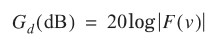 G_d(dB) = 20log|F(v)|